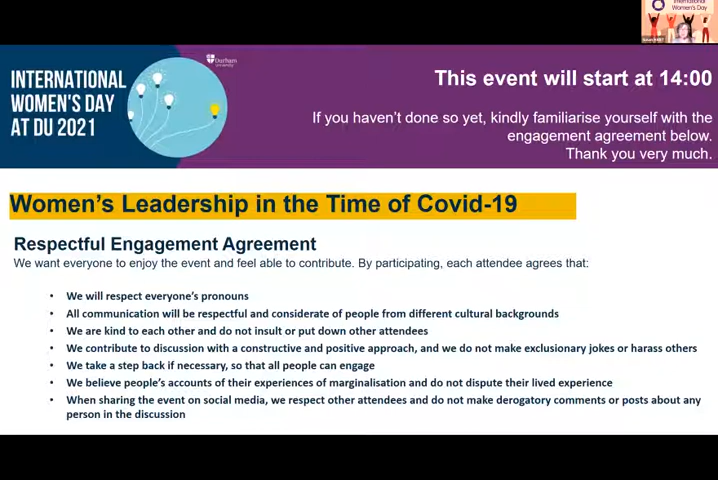 International
Women's Day
INTERNATIONAL
WOMEN'S DAY
AT DU 2021
Durham
University
This event will start at 14:00
If you haven't done so yet, kindly familiarise yourself with the
engagement agreement below.
Thank you very much.
Women's Leadership in the Time of Covid-19
Respectful Engagement Agreement
We want everyone to enjoy the event and feel able to contribute. By participating, each attendee agrees that:
• We will respect everyone's pronouns
• All communication will be respectful and considerate of people from different cultural backgrounds
• We are kind to each other and do not insult or put down other attendees
• We contribute to discussion with a constructive and positive approach, and we do not make exclusionary jokes or harass others
• We take a step back if necessary, so that all people can engage
• We believe people's accounts of their experiences of marginalisation and do not dispute their lived experience
• When sharing the event on social media, we respect other attendees and do not make derogatory comments or posts about any
person in the discussion